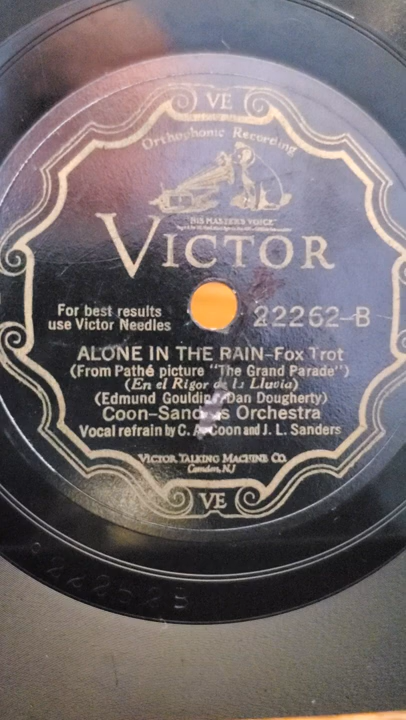 VE
Orthophonic Recording
"HIS MASTER'S VOICE"
VICTOR
For best results
use Victor Needles
22262-B
ALONE IN THE RAIN-Fox Trot
(From Pathé picture "The Grand Parade")
(En el Rigor de la Lluvia)
(Edmund Goulding-Dan Dougherty)
Coon-Sanders Orchestra
Vocal refrain by C. A. Coon and J. L. Sanders
VICTOR TALKING MACHINE CO.
Camden, NJ
VE